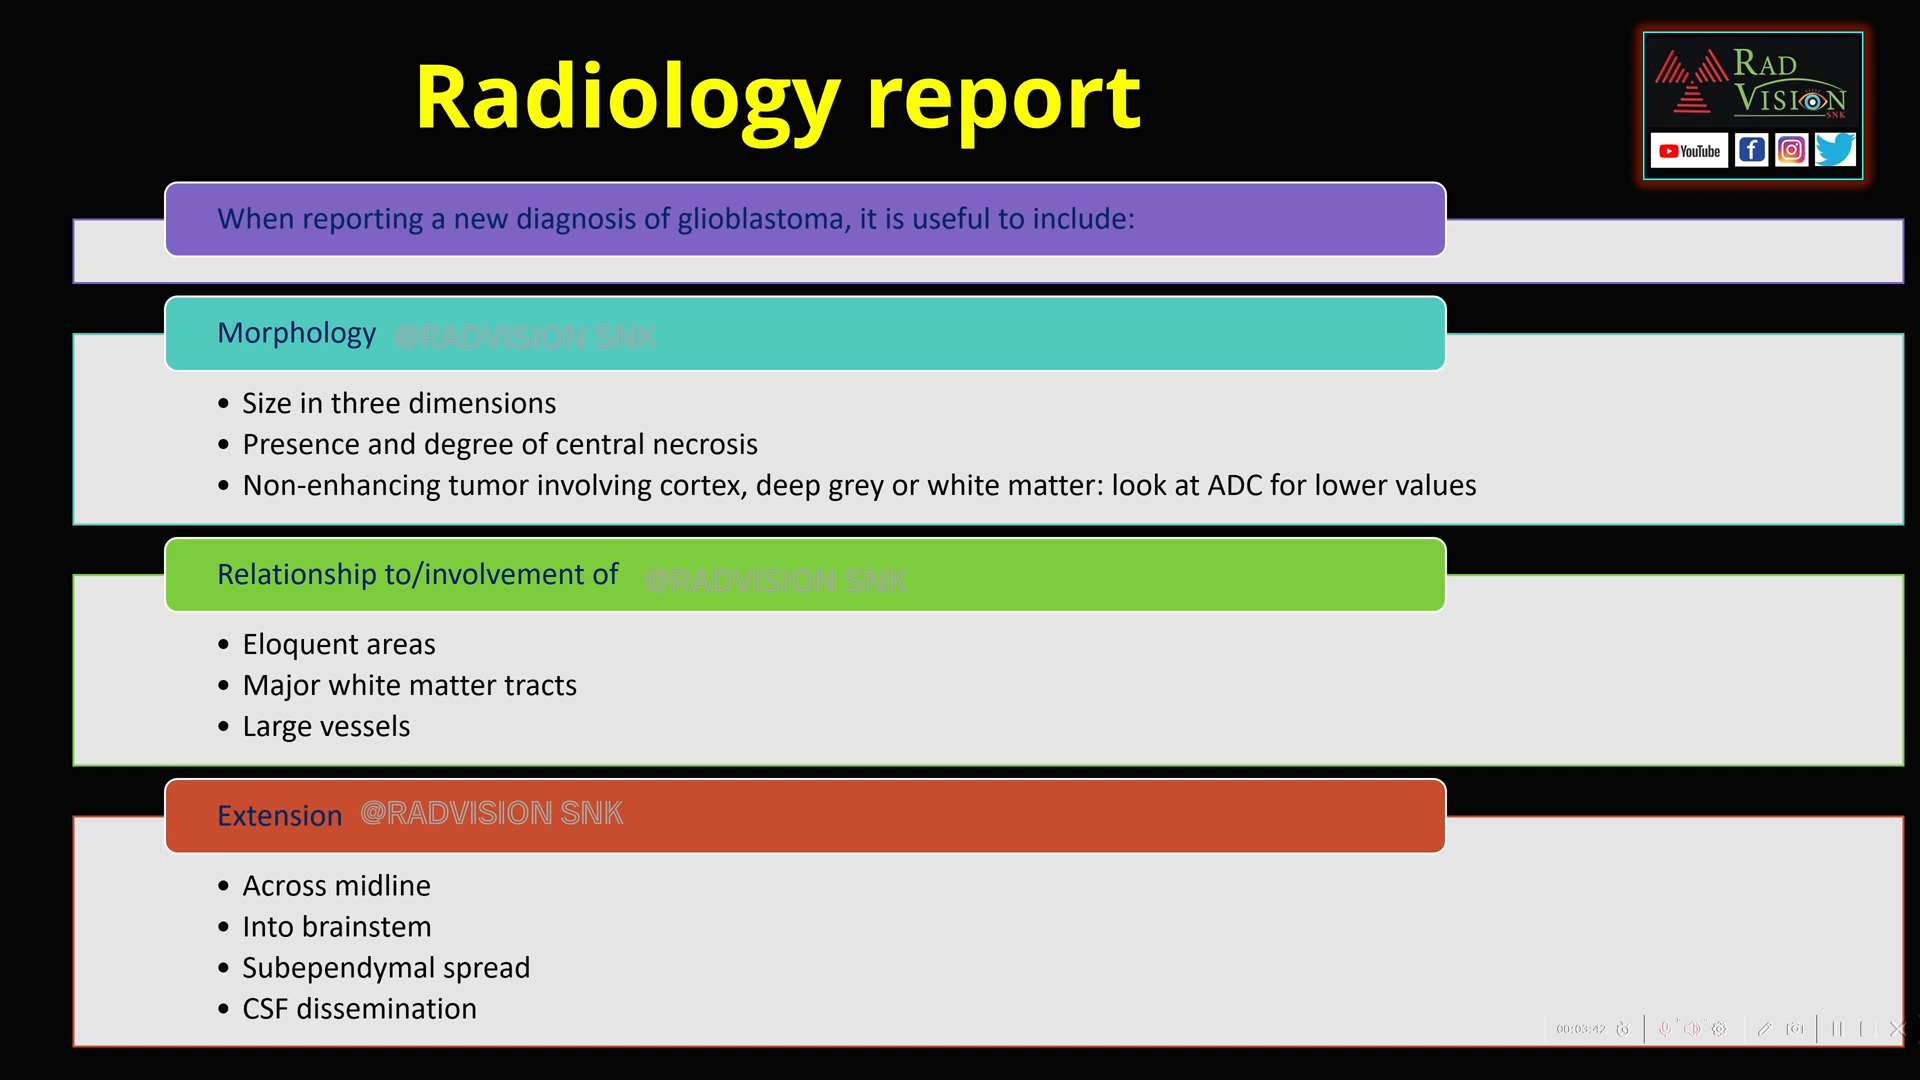 Radiology report
RAD
VISION
SNK
YouTube
When reporting a new diagnosis of glioblastoma, it is useful to include:
Morphology @RADVISION SNK
• Size in three dimensions
• Presence and degree of central necrosis
• Non-enhancing tumor involving cortex, deep grey or white matter: look at ADC for lower values
Relationship to/involvement of @RADVISION SNK
• Eloquent areas
• Major white matter tracts
• Large vessels
Extension @RADVISION SNK
• Across midline
• Into brainstem
• Subependymal spread
• CSF dissemination
00:03:42